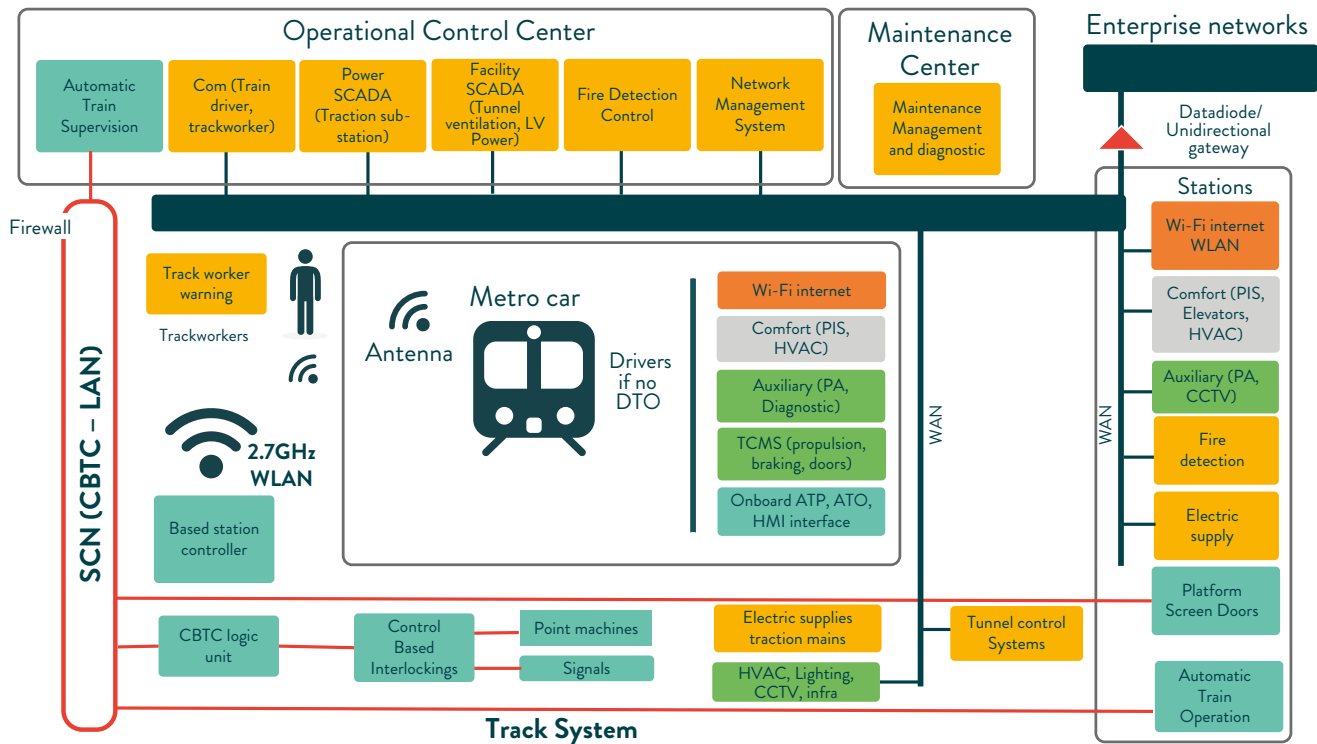 Operational Control Center
Automatic
Train
Supervision
Com (Train
driver,
trackworker)
Power
SCADA
(Traction sub-
station)
Facility
SCADA
(Tunnel
ventilation, LV
Power)
Fire Detection
Control
Network
Management
System
Maintenance
Center
Maintenance
Management
and diagnostic
Enterprise networks
Datadiode/
Unidirectional
gateway
Firewall
SCN (CBTC – LAN)
Track worker
warning
Trackworkers
2.7GHz
WLAN
Based station
controller
Antenna
Metro car
Drivers
if no
DTO
Wi-Fi internet
Comfort (PIS,
HVAC)
Auxiliary (PA,
Diagnostic)
TCMS (propulsion,
braking, doors)
Onboard ATP, ATO,
HMI interface
WAN
WAN
Stations
Wi-Fi internet
WLAN
Comfort (PIS,
Elevators,
HVAC)
Auxiliary (PA,
CCTV)
Fire
detection
Electric
supply
Platform
Screen Doors
Automatic
Train
Operation
CBTC logic
unit
Control
Based
Interlockings
Point machines
Signals
Electric supplies
traction mains
HVAC, Lighting,
CCTV, infra
Tunnel control
Systems
Track System